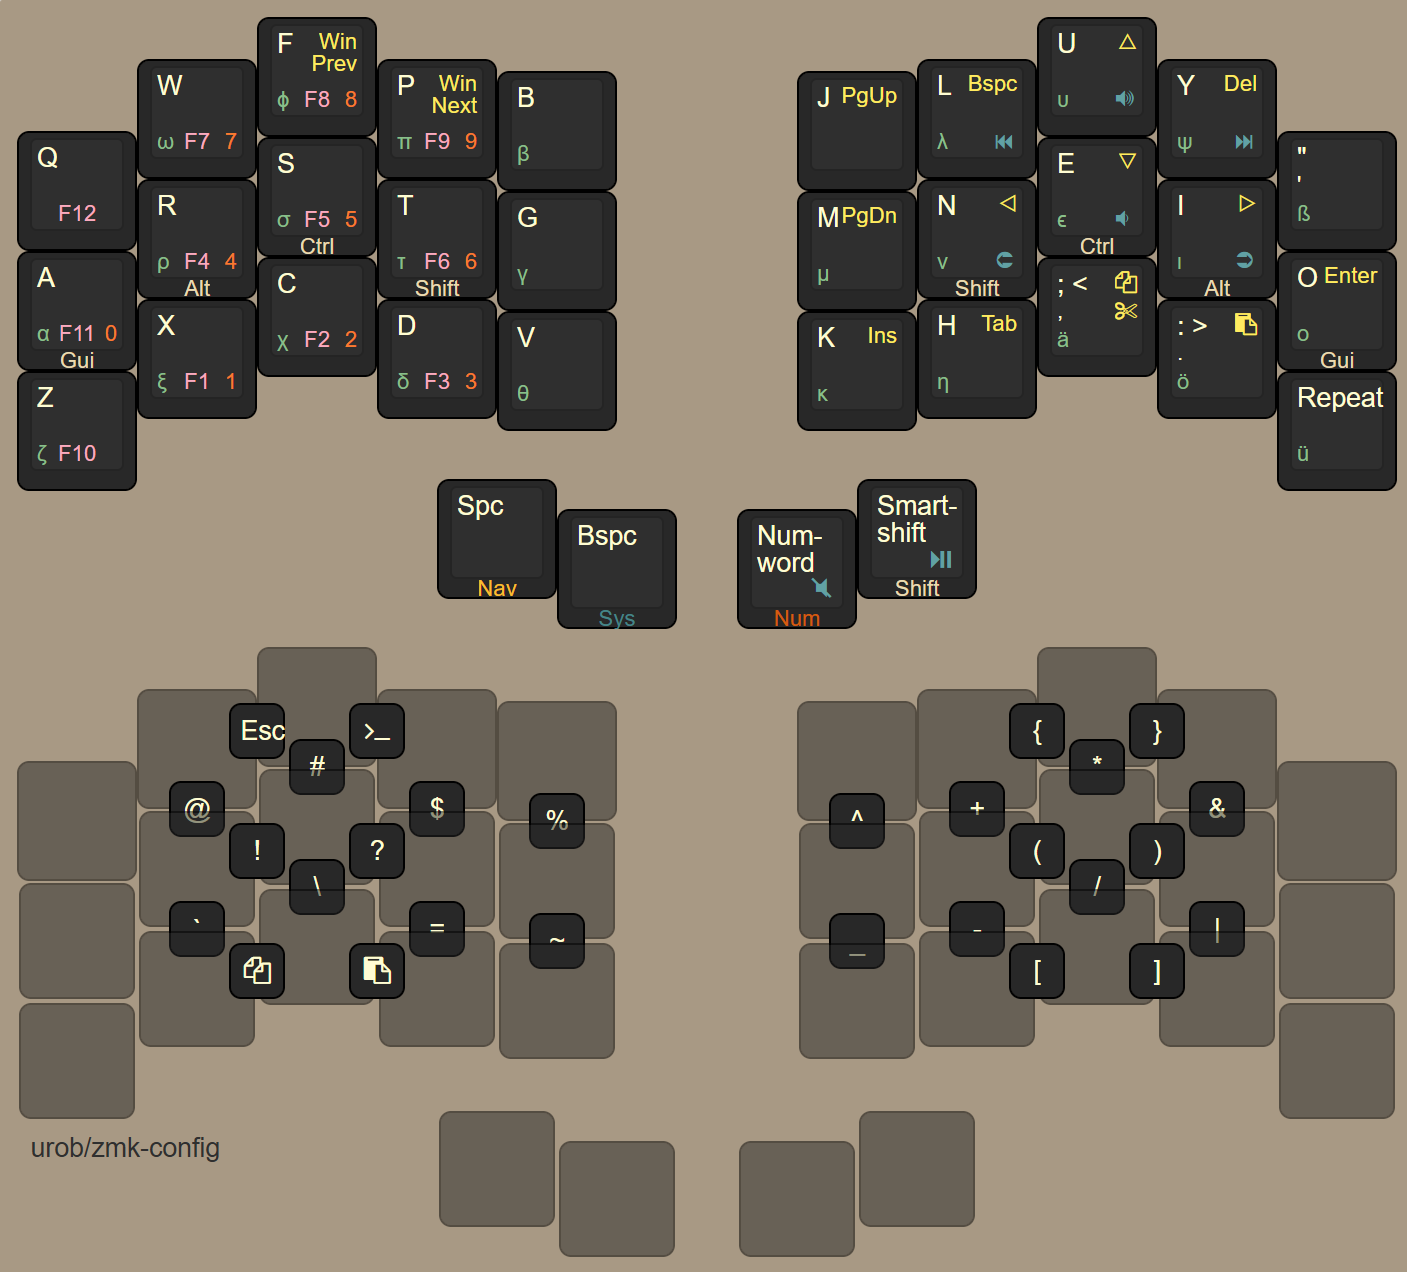 Q
F12
W
ω F7 7
F Win
Prev
ϕ F8 8
P Win
Next
π F9 9
B
β
A
α F11 0
Gui
R
ρ F4 4
Alt
S
σ F5 5
Ctrl
T
τ F6 6
Shift
G
γ
Z
ζ F10
X
ξ F1 1
C
χ F2 2
D
δ F3 3
V
θ
J PgUp
L Bspc
λ
U
υ
Y Del
ψ
"
'
ß
M PgDn
μ
N
ν
Shift
E
ϵ
Ctrl
I
ι
Alt
O Enter
ο
Gui
K Ins
κ
H Tab
η
; <
,
ä
: >
.
ö
Repeat
ü
Spc
Nav
Bspc
Sys
Num-
word
Num
Smart-
shift
Shift
Esc >_
#
@ $ %
! ?
\
` = ~
{ }
*
^ + &
( )
/
_ - |
[ ]
urob/zmk-config